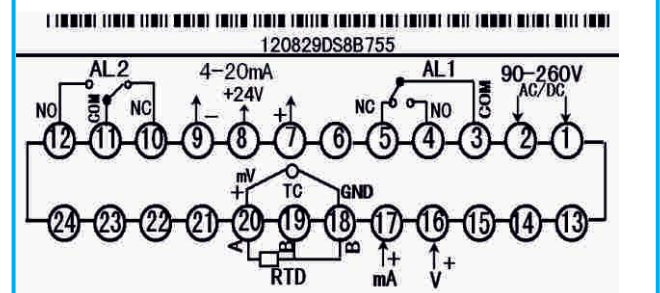 120829DS8B755
AL2 4-20mA AL1 90-260V
+24V AC/DC
NO COM NC - + NC NO COM
12 11 10 9 8 7 6 5 4 3 2 1
mV
+ TC GND
24 23 22 21 20 19 18 17 16 15 14 13
A B B + +
RTD mA V